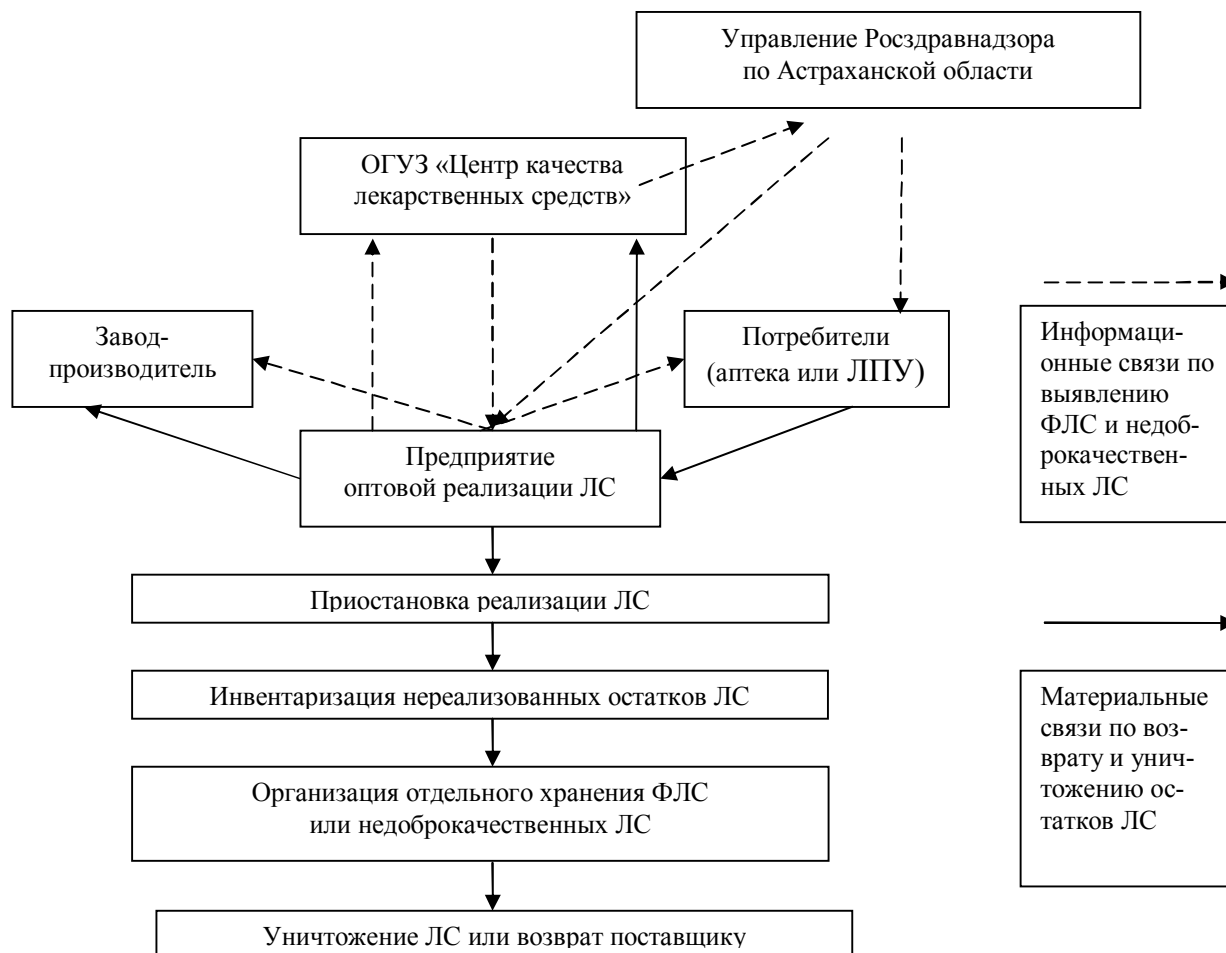 Управление Росздравнадзора
по Астраханской области
ОГУЗ «Центр качества
лекарственных средств»
Завод-
производитель
Потребители
(аптека или ЛПУ)
Информаци-
онные связи по
выявлению
ФЛС и недоб-
рокачествен-
ных ЛС
Предприятие
оптовой реализации ЛС
Приостановка реализации ЛС
Инвентаризация нереализованных остатков ЛС
Материальные
связи по воз-
врату и унич-
тожению ос-
татков ЛС
Организация отдельного хранения ФЛС
или недоброкачественных ЛС
Уничтожение ЛС или возврат поставщику